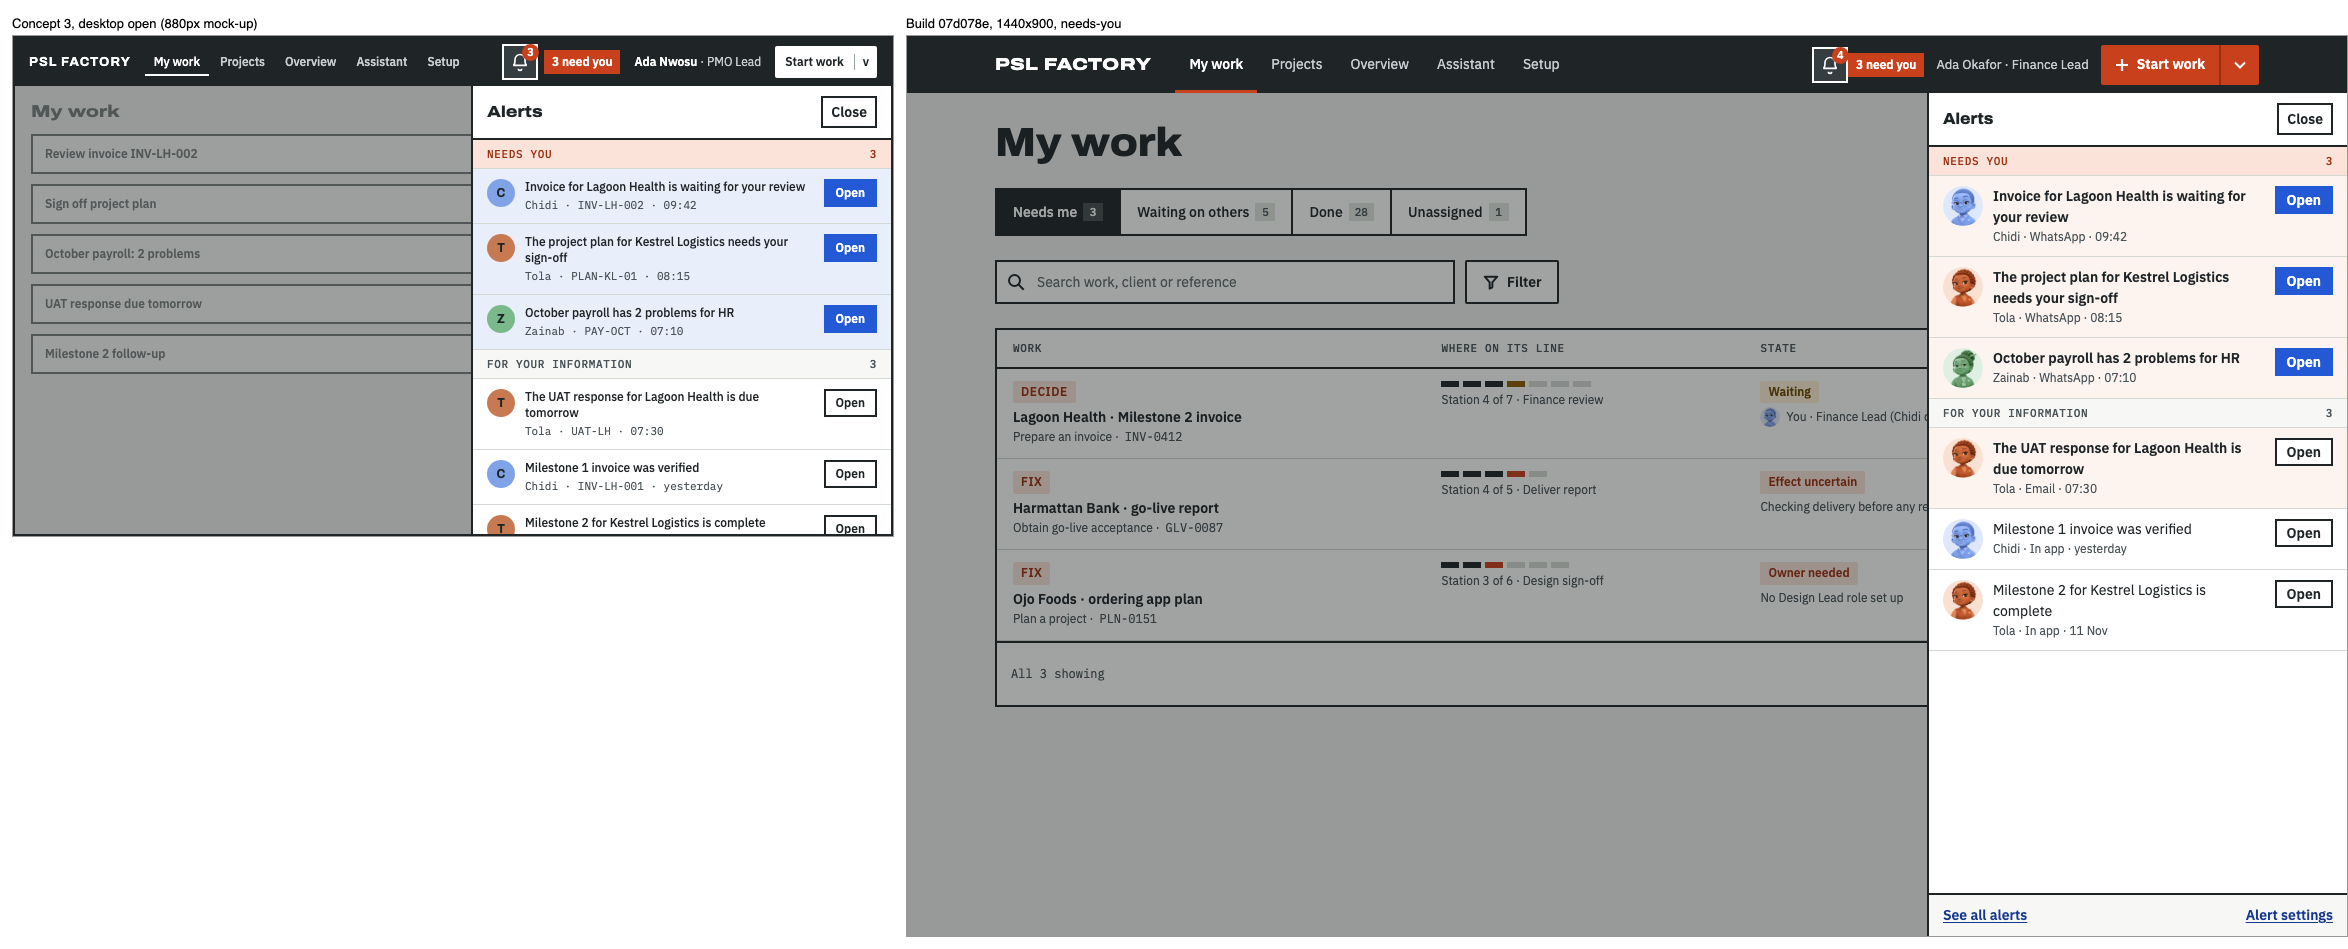 Concept 3, desktop open (880px mock-up)
PSL FACTORY My work Projects Overview Assistant Setup 3 3 need you Ada Nwosu · PMO Lead Start work v
My work
Review invoice INV-LH-002
Sign off project plan
October payroll: 2 problems
UAT response due tomorrow
Milestone 2 follow-up
Alerts Close
NEEDS YOU 3
C Invoice for Lagoon Health is waiting for your review Open
Chidi · INV-LH-002 · 09:42
T The project plan for Kestrel Logistics needs your Open
sign-off
Tola · PLAN-KL-01 · 08:15
Z October payroll has 2 problems for HR Open
Zainab · PAY-OCT · 07:10
FOR YOUR INFORMATION 3
T The UAT response for Lagoon Health is due Open
tomorrow
Tola · UAT-LH · 07:30
C Milestone 1 invoice was verified Open
Chidi · INV-LH-001 · yesterday
T Milestone 2 for Kestrel Logistics is complete Open
Build 07d078e, 1440x900, needs-you
PSL FACTORY My work Projects Overview Assistant Setup 4 3 need you Ada Okafor · Finance Lead + Start work
My work
Needs me 3 Waiting on others 5 Done 28 Unassigned 1
Search work, client or reference Filter
WORK WHERE ON ITS LINE STATE
DECIDE Waiting
Lagoon Health · Milestone 2 invoice Station 4 of 7 · Finance review You · Finance Lead (Chidi
Prepare an invoice · INV-0412
FIX Effect uncertain
Harmattan Bank · go-live report Station 4 of 5 · Deliver report Checking delivery before any re
Obtain go-live acceptance · GLV-0087
FIX Owner needed
Ojo Foods · ordering app plan Station 3 of 6 · Design sign-off No Design Lead role set up
Plan a project · PLN-0151
All 3 showing
Alerts Close
NEEDS YOU 3
Invoice for Lagoon Health is waiting for Open
your review
Chidi · WhatsApp · 09:42
The project plan for Kestrel Logistics Open
needs your sign-off
Tola · WhatsApp · 08:15
October payroll has 2 problems for HR Open
Zainab · WhatsApp · 07:10
FOR YOUR INFORMATION 3
The UAT response for Lagoon Health is Open
due tomorrow
Tola · Email · 07:30
Milestone 1 invoice was verified Open
Chidi · In app · yesterday
Milestone 2 for Kestrel Logistics is Open
complete
Tola · In app · 11 Nov
See all alerts Alert settings